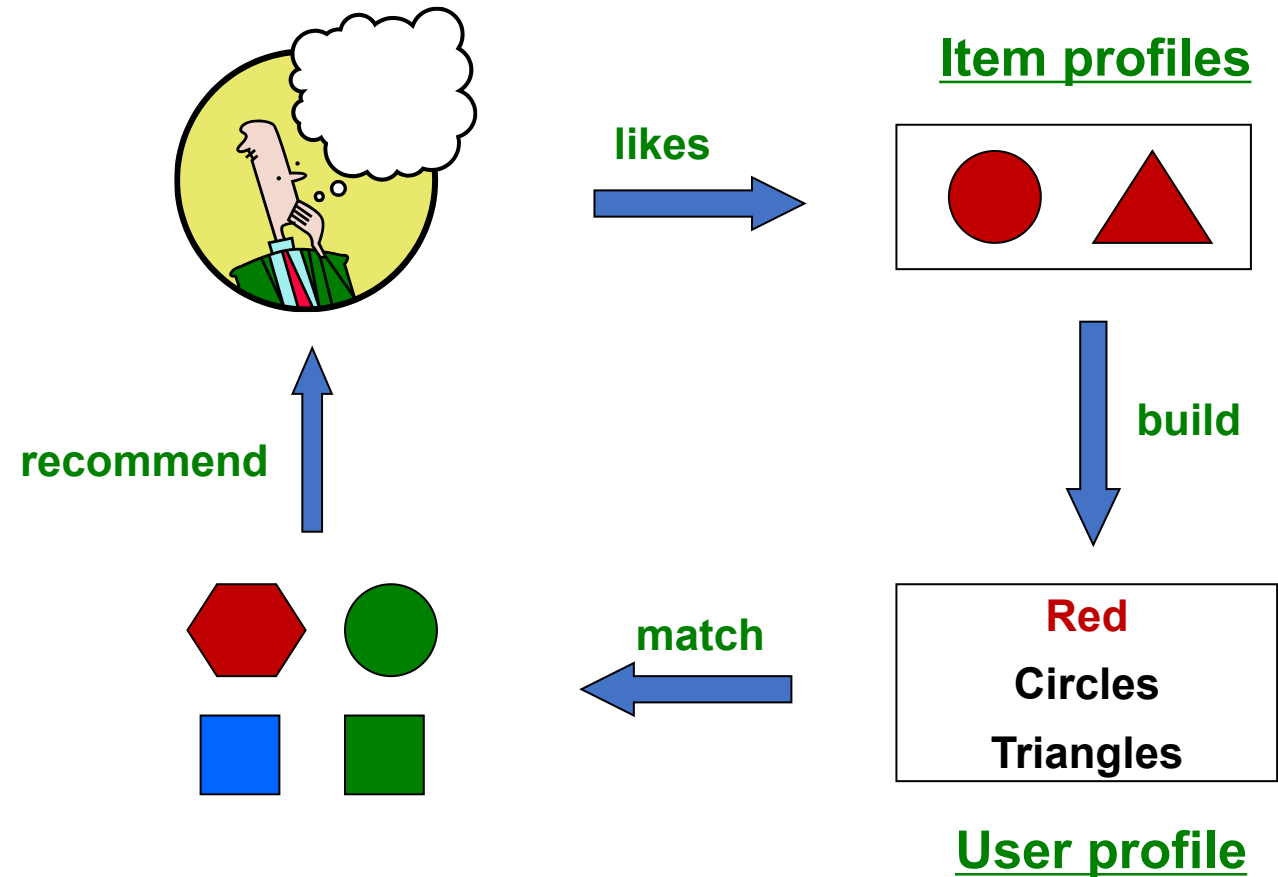 Item profiles
likes
build
recommend
match
Red
Circles
Triangles
User profile